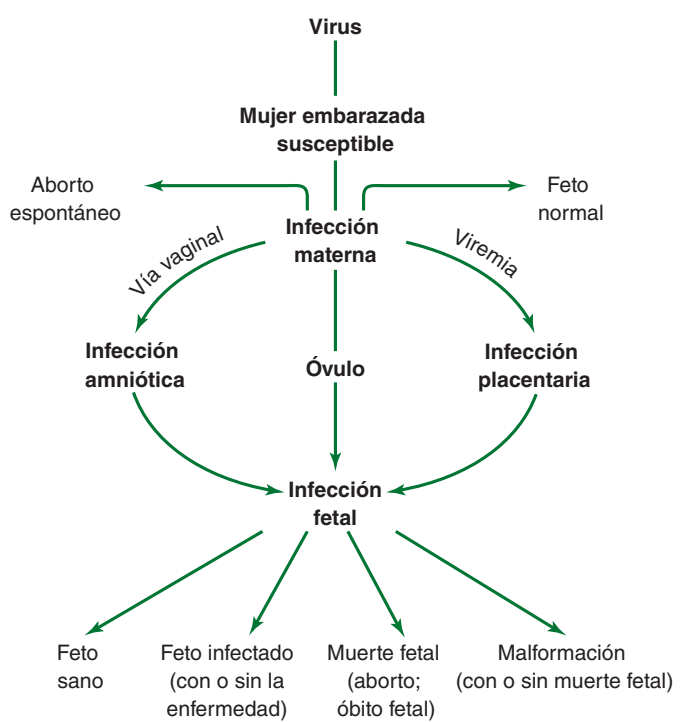 Virus
Mujer embarazada
susceptible
Aborto
espontáneo
Feto
normal
Infección
materna
Vía vaginal
Viremia
Infección
amniótica
Óvulo
Infección
placentaria
Infección
fetal
Feto
sano
Feto infectado
(con o sin la
enfermedad)
Muerte fetal
(aborto;
óbito fetal)
Malformación
(con o sin muerte fetal)